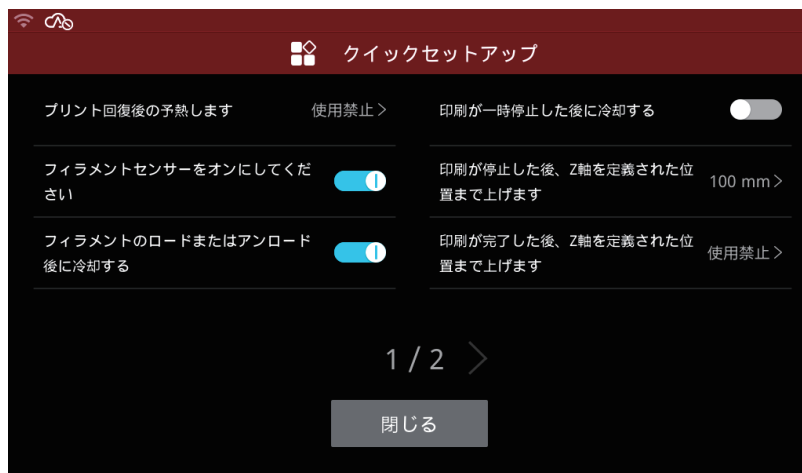 クイックセットアップ
プリント回復後の予熱します
使用禁止>
フィラメントセンサーをオンにしてくだ
さい
フィラメントのロードまたはアンロード
後に冷却する
印刷が一時停止した後に冷却する
印刷が停止した後、Z軸を定義された位
置まで上げます
100 mm>
印刷が完了した後、Z軸を定義された位
置まで上げます
使用禁止>
1 / 2 >
閉じる